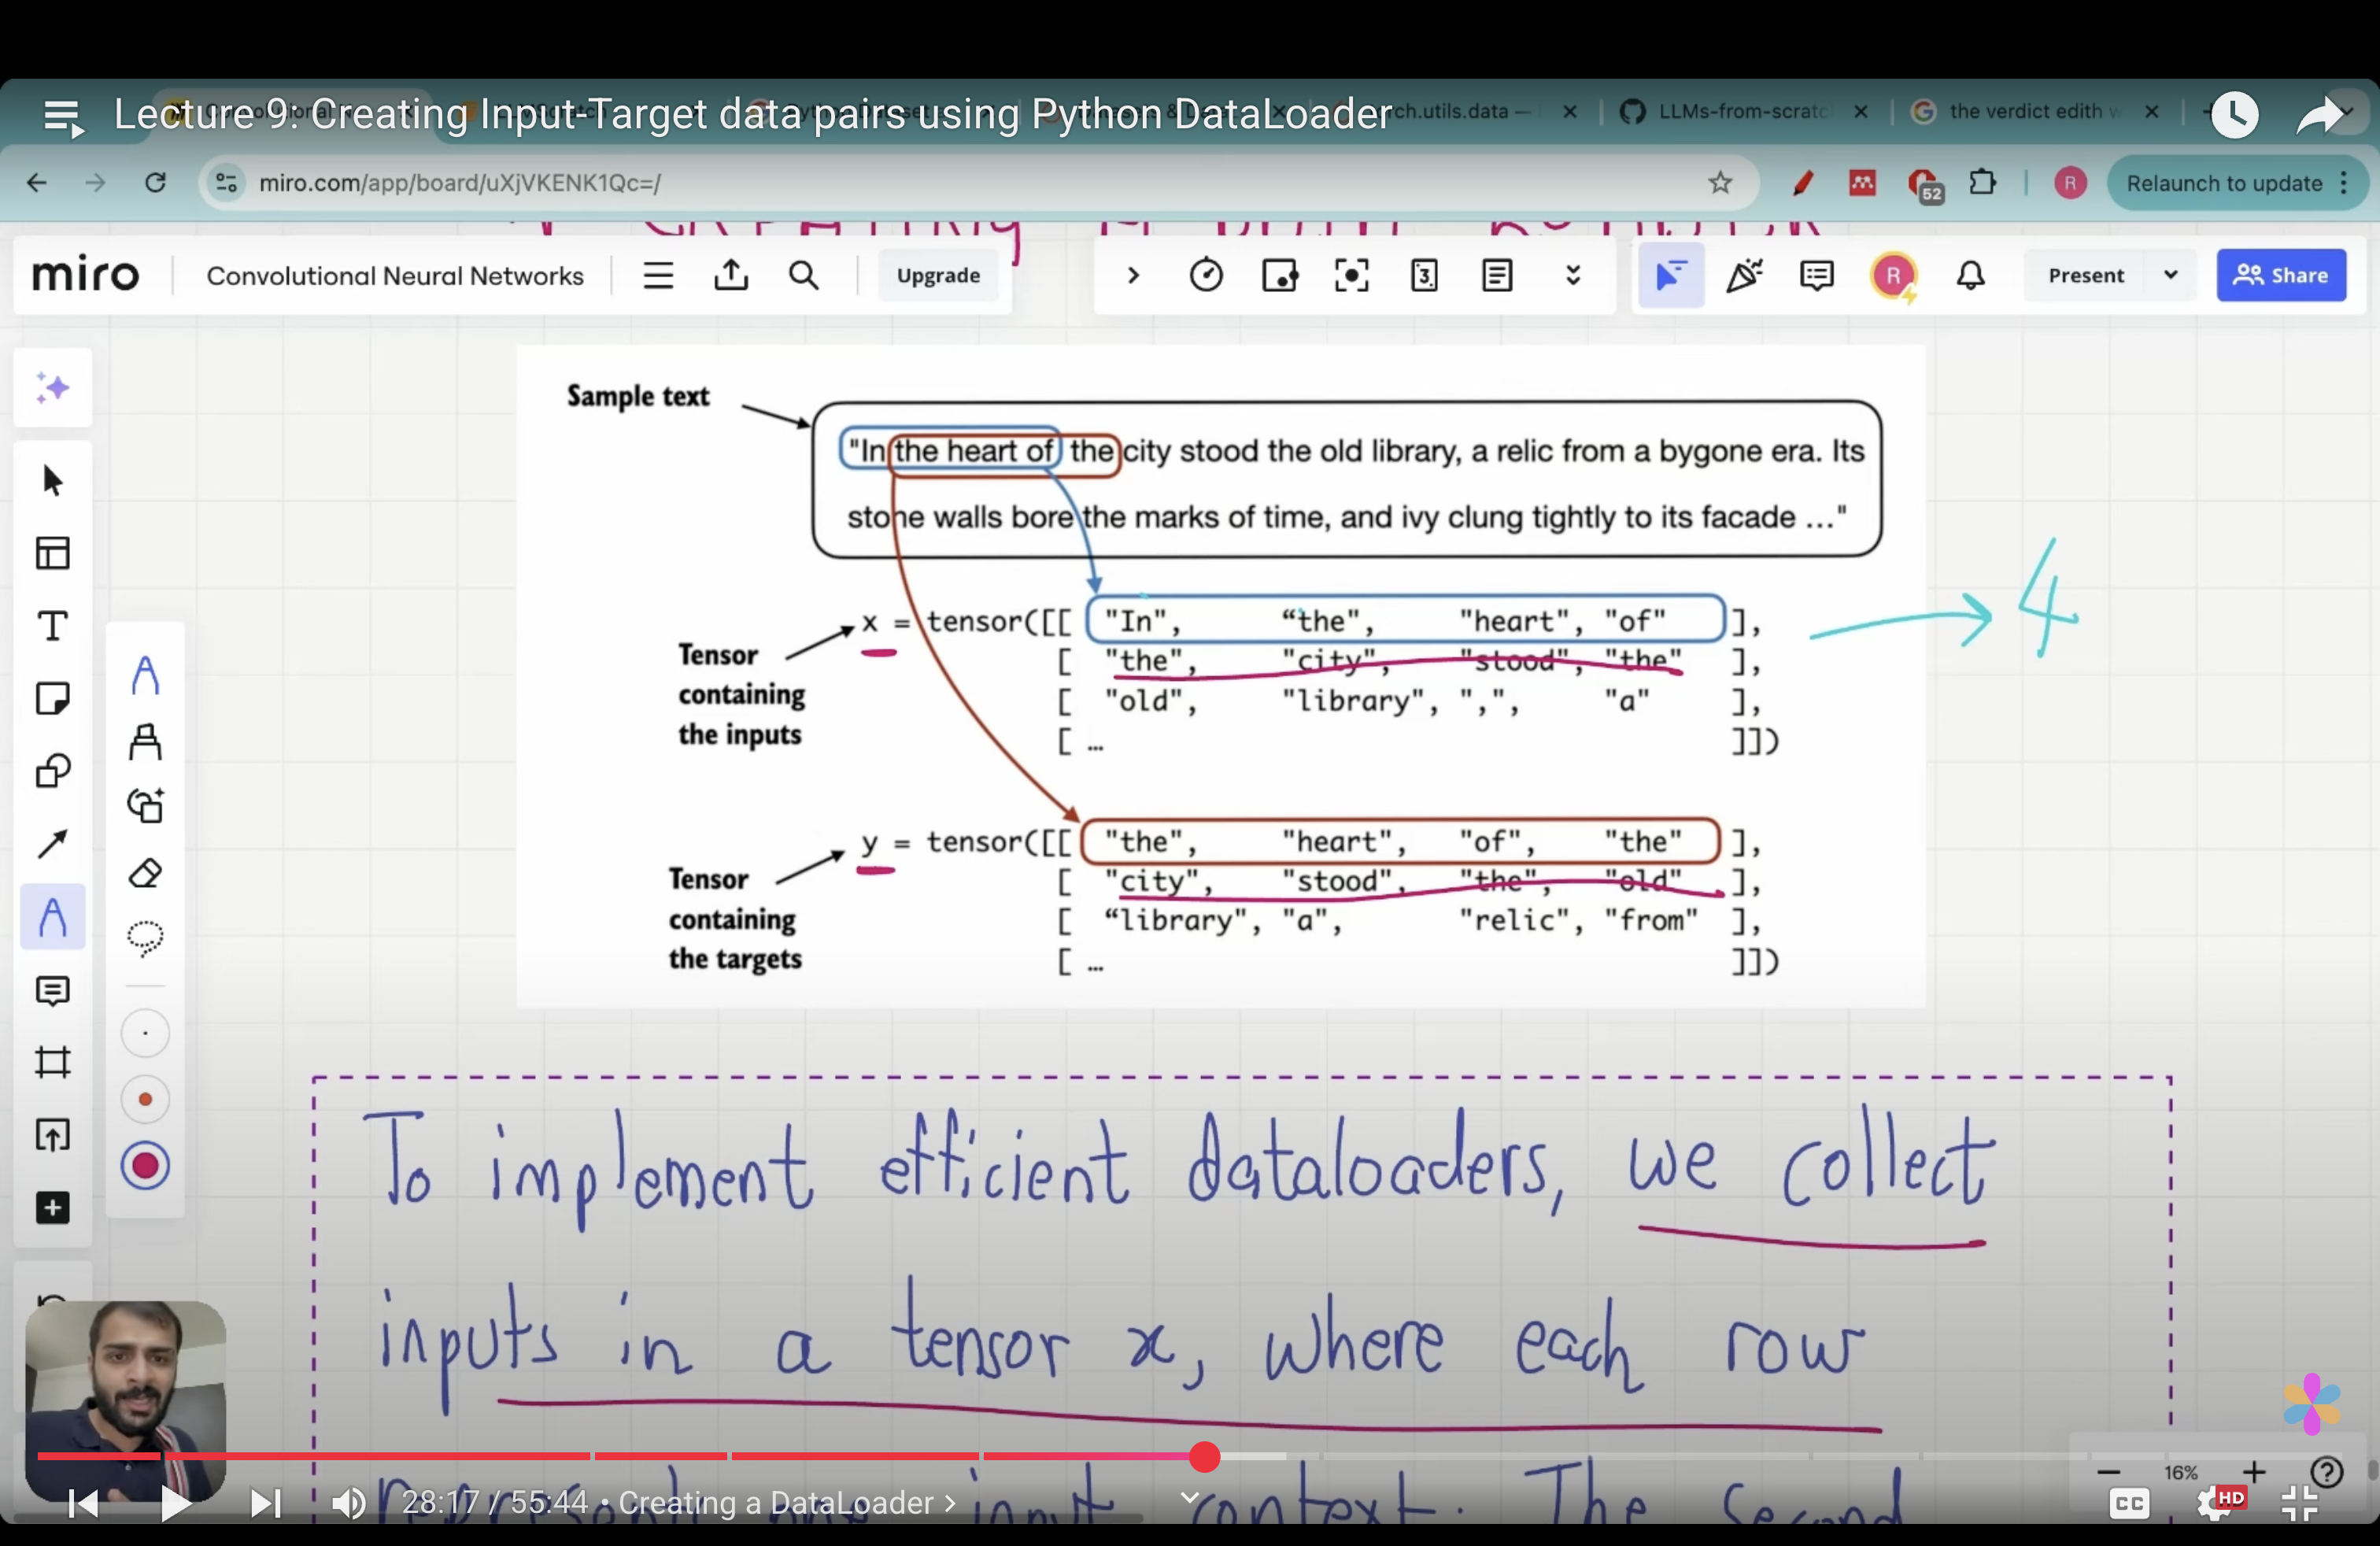 Lecture 9: Creating Input-Target data pairs using Python DataLoader
rch.utils.data —
LLMs-from-scratc
the verdict edith w
miro.com/app/board/uXjVKENK1Qc=/
52
R
Relaunch to update
miro
Convolutional Neural Networks
Upgrade
3
R
Present
Share
Sample text
"In the heart of the city stood the old library, a relic from a bygone era. Its
stone walls bore the marks of time, and ivy clung tightly to its facade ..."
4
x = tensor([[ "In", “the", "heart", "of" ],
[ "the", "city", "stood", "the" ],
[ "old", "library", ",", "a" ],
[ … ]])
Tensor
containing
the inputs
y = tensor([[ "the", "heart", "of", "the" ],
[ "city", "stood", "the", "old" ],
[ “library", "a", "relic", "from" ],
[ … ]])
Tensor
containing
the targets
To implement efficient dataloaders, we collect
inputs in a tensor x, where each row
input context. The second
16%
28:17 / 55:44 • Creating a DataLoader
CC
HD